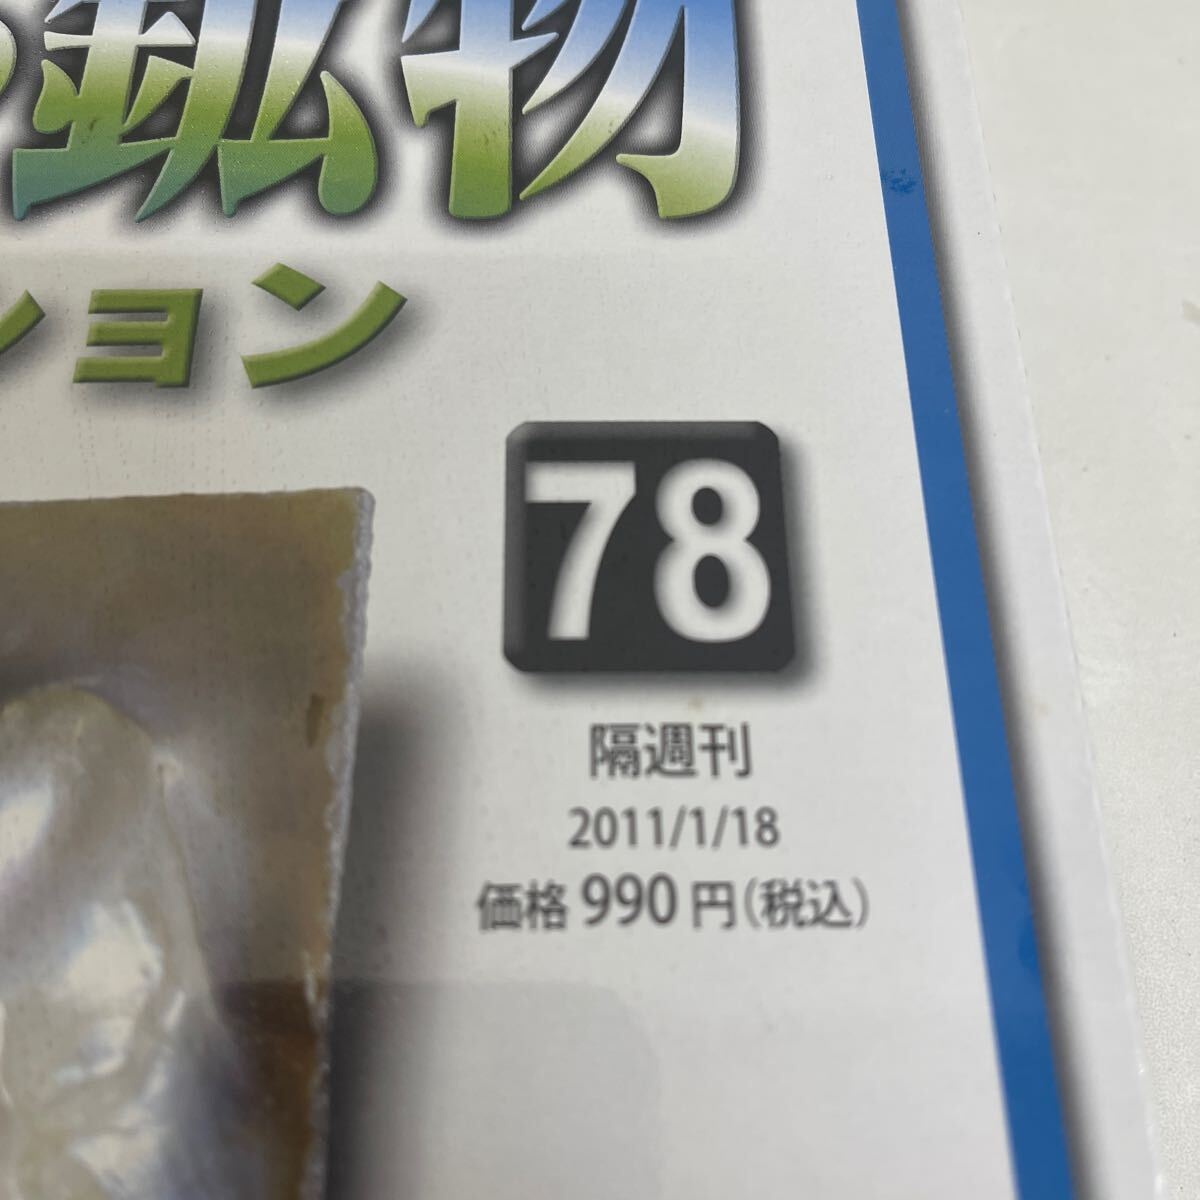 鉱物
ション
78
隔週刊
2011/1/18
価格 990 円(税込)